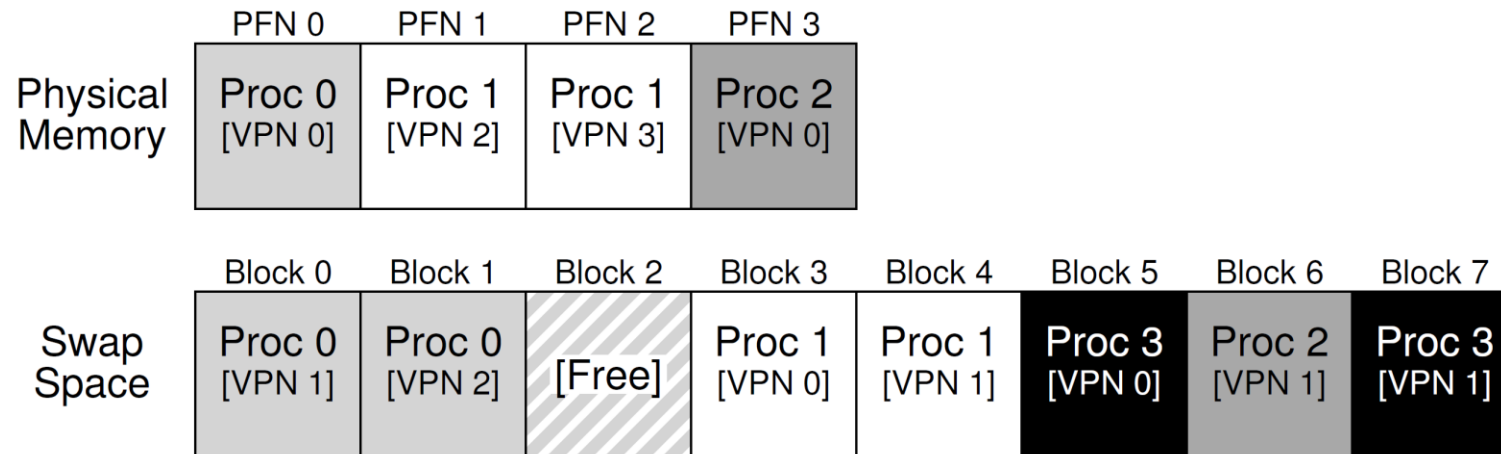 PFN 0 PFN 1 PFN 2 PFN 3
Physical Memory
Proc 0 Proc 1 Proc 1 Proc 2
[VPN 0] [VPN 2] [VPN 3] [VPN 0]
Block 0 Block 1 Block 2 Block 3 Block 4 Block 5 Block 6 Block 7
Swap Space
Proc 0 Proc 0 [Free] Proc 1 Proc 1 Proc 3 Proc 2 Proc 3
[VPN 1] [VPN 2] [VPN 0] [VPN 1] [VPN 0] [VPN 1] [VPN 1]